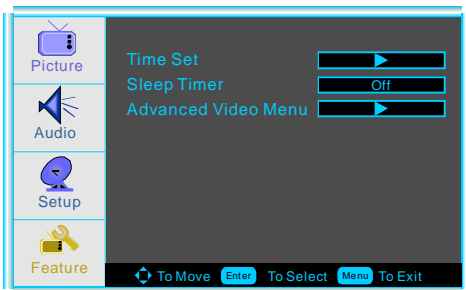 Picture
Audio
Setup
Feature
Time Set
Sleep Timer Off
Advanced Video Menu
To Move Enter To Select Menu To Exit